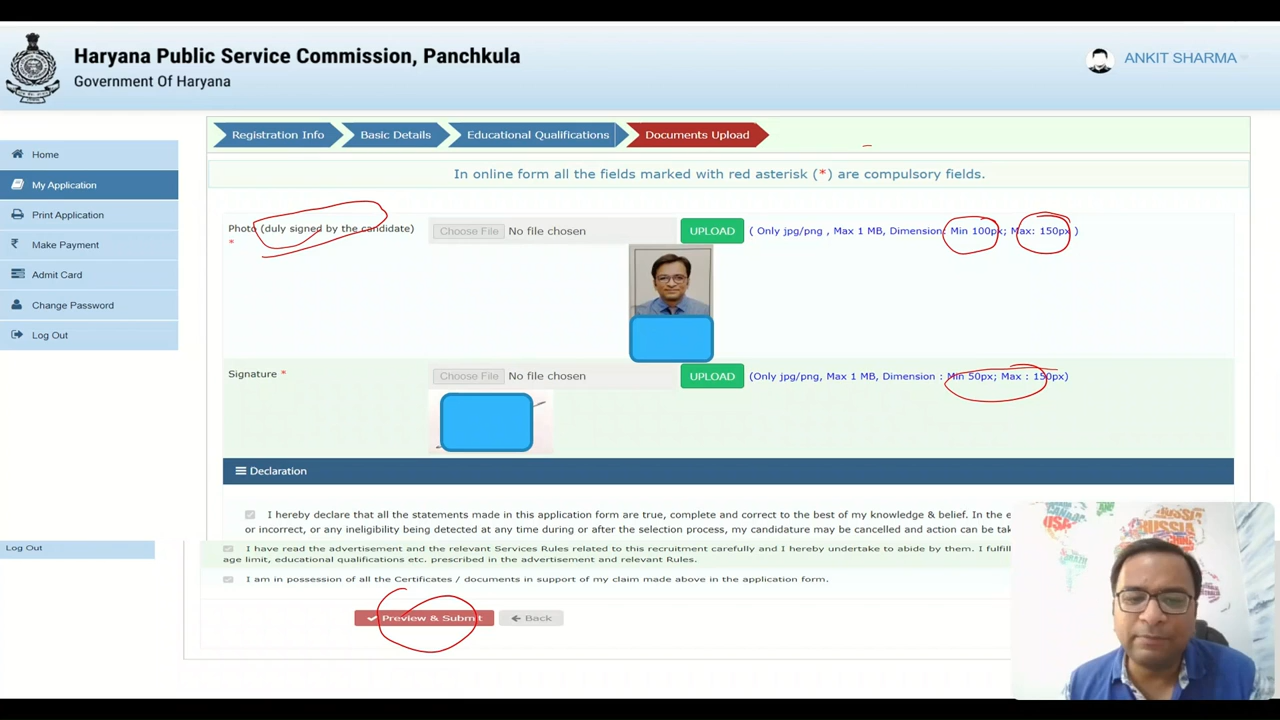 Haryana Public Service Commission, Panchkula
Government Of Haryana
ANKIT SHARMA
Registration Info
Basic Details
Educational Qualifications
Documents Upload
Home
My Application
Print Application
Make Payment
Admit Card
Change Password
Log Out
In online form all the fields marked with red asterisk (*) are compulsory fields.
Photo (duly signed by the candidate)
*
Choose File No file chosen
UPLOAD
( Only jpg/png , Max 1 MB, Dimension: Min 100px; Max: 150px )
Signature *
Choose File No file chosen
UPLOAD
(Only jpg/png, Max 1 MB, Dimension : Min 50px; Max : 150px)
Declaration
I hereby declare that all the statements made in this application form are true, complete and correct to the best of my knowledge & belief. In the e
or incorrect, or any ineligibility being detected at any time during or after the selection process, my candidature may be cancelled and action can be tak
Log Out
I have read the advertisement and the relevant Services Rules related to this recruitment carefully and I hereby undertake to abide by them. I fulfill
age limit, educational qualifications etc. prescribed in the advertisement and relevant Rules.
I am in possession of all the Certificates / documents in support of my claim made above in the application form.
Preview & Submit
Back
RUSSIA